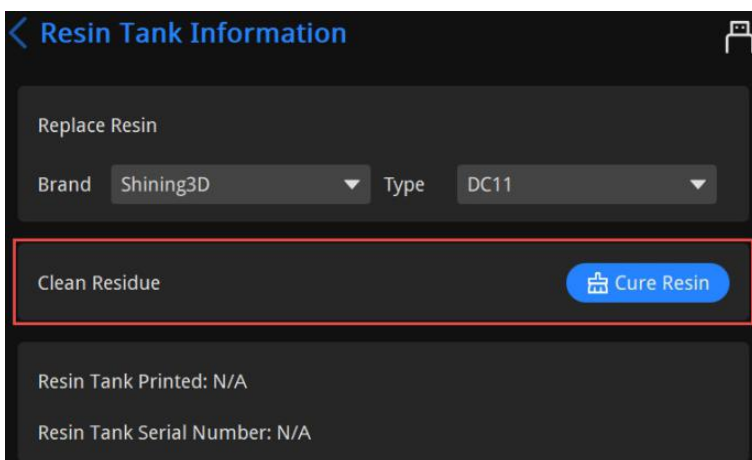 Resin Tank Information
Replace Resin
Brand Shining3D Type DC11
Clean Residue Cure Resin
Resin Tank Printed: N/A
Resin Tank Serial Number: N/A